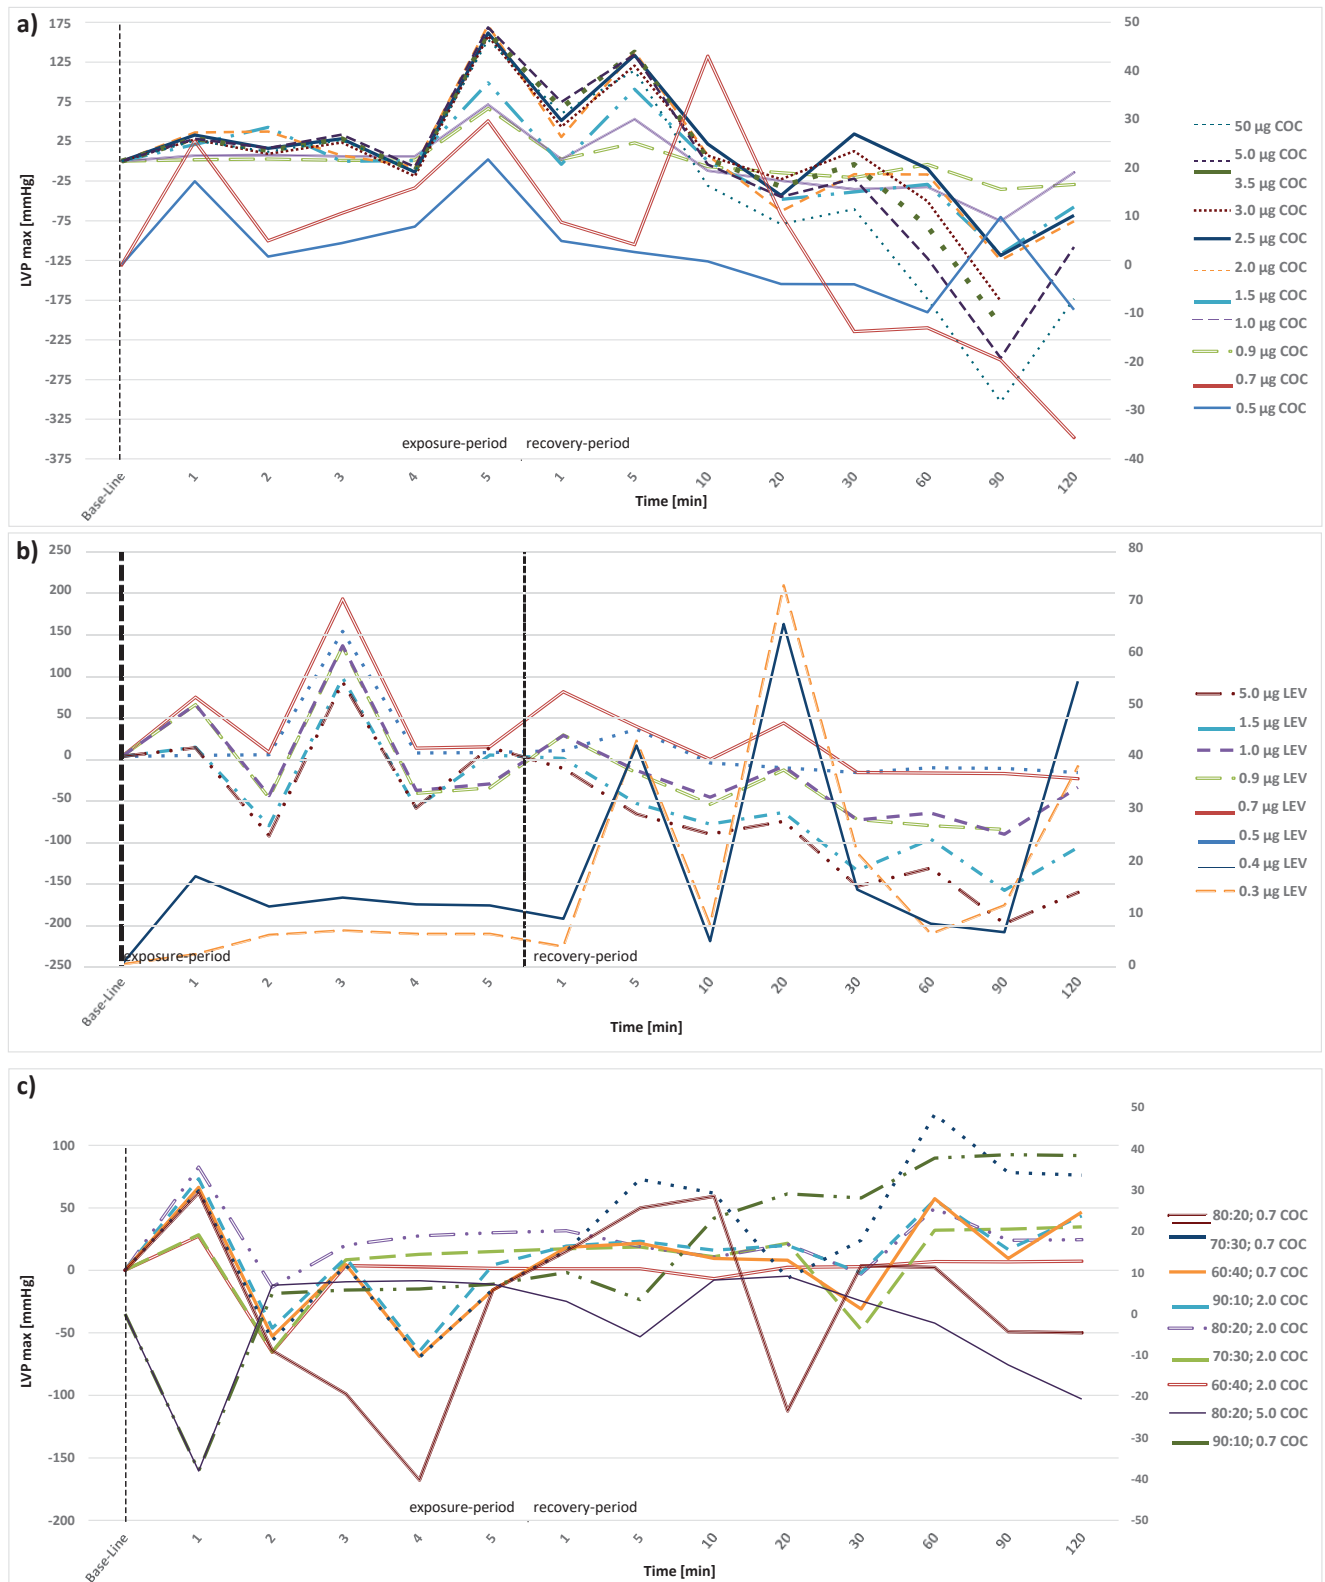 a)
175
125
75
25
-25
-75
-125
-175
-225
-275
-325
-375
LVP max [mmHg]
50
40
30
20
10
0
-10
-20
-30
-40
exposure-period
recovery-period
Base-Line
1
2
3
4
5
1
5
10
20
30
60
90
120
Time [min]
50 µg COC
5.0 µg COC
3.5 µg COC
3.0 µg COC
2.5 µg COC
2.0 µg COC
1.5 µg COC
1.0 µg COC
0.9 µg COC
0.7 µg COC
0.5 µg COC
b)
250
200
150
100
50
0
-50
-100
-150
-200
-250
80
70
60
50
40
30
20
10
0
exposure-period
recovery-period
Base-Line
1
2
3
4
5
1
5
10
20
30
60
90
120
Time [min]
5.0 µg LEV
1.5 µg LEV
1.0 µg LEV
0.9 µg LEV
0.7 µg LEV
0.5 µg LEV
0.4 µg LEV
0.3 µg LEV
c)
100
50
0
-50
-100
-150
-200
LVP max [mmHg]
50
40
30
20
10
0
-10
-20
-30
-40
-50
exposure-period
recovery-period
Base-Line
1
2
3
4
5
1
5
10
20
30
60
90
120
Time [min]
80:20; 0.7 COC
70:30; 0.7 COC
60:40; 0.7 COC
90:10; 2.0 COC
80:20; 2.0 COC
70:30; 2.0 COC
60:40; 2.0 COC
80:20; 5.0 COC
90:10; 0.7 COC